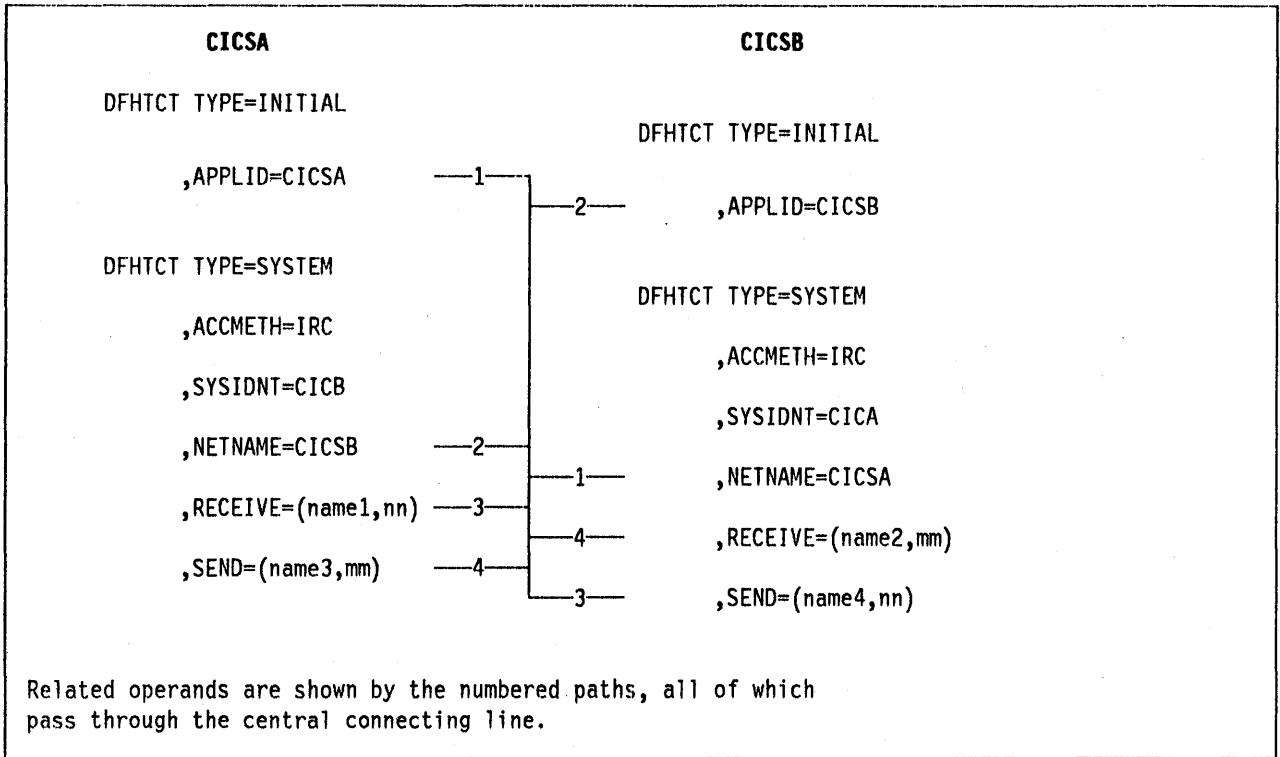 CICSA CICSB
DFHTCT TYPE=INITIAL
DFHTCT TYPE=INITIAL
,APPLID=CICSA 1
2 ,APPLID=CICSB
DFHTCT TYPE=SYSTEM
DFHTCT TYPE=SYSTEM
,ACCMETH=IRC
,ACCMETH=IRC
,SYSIDNT=CICB
,SYSIDNT=CICA
,NETNAME=CICSB 2
1 ,NETNAME=CICSA
,RECEIVE=(name1,nn) 3
4 ,RECEIVE=(name2,mm)
,SEND=(name3,mm) 4
3 ,SEND=(name4,nn)
Related operands are shown by the numbered paths, all of which
pass through the central connecting line.